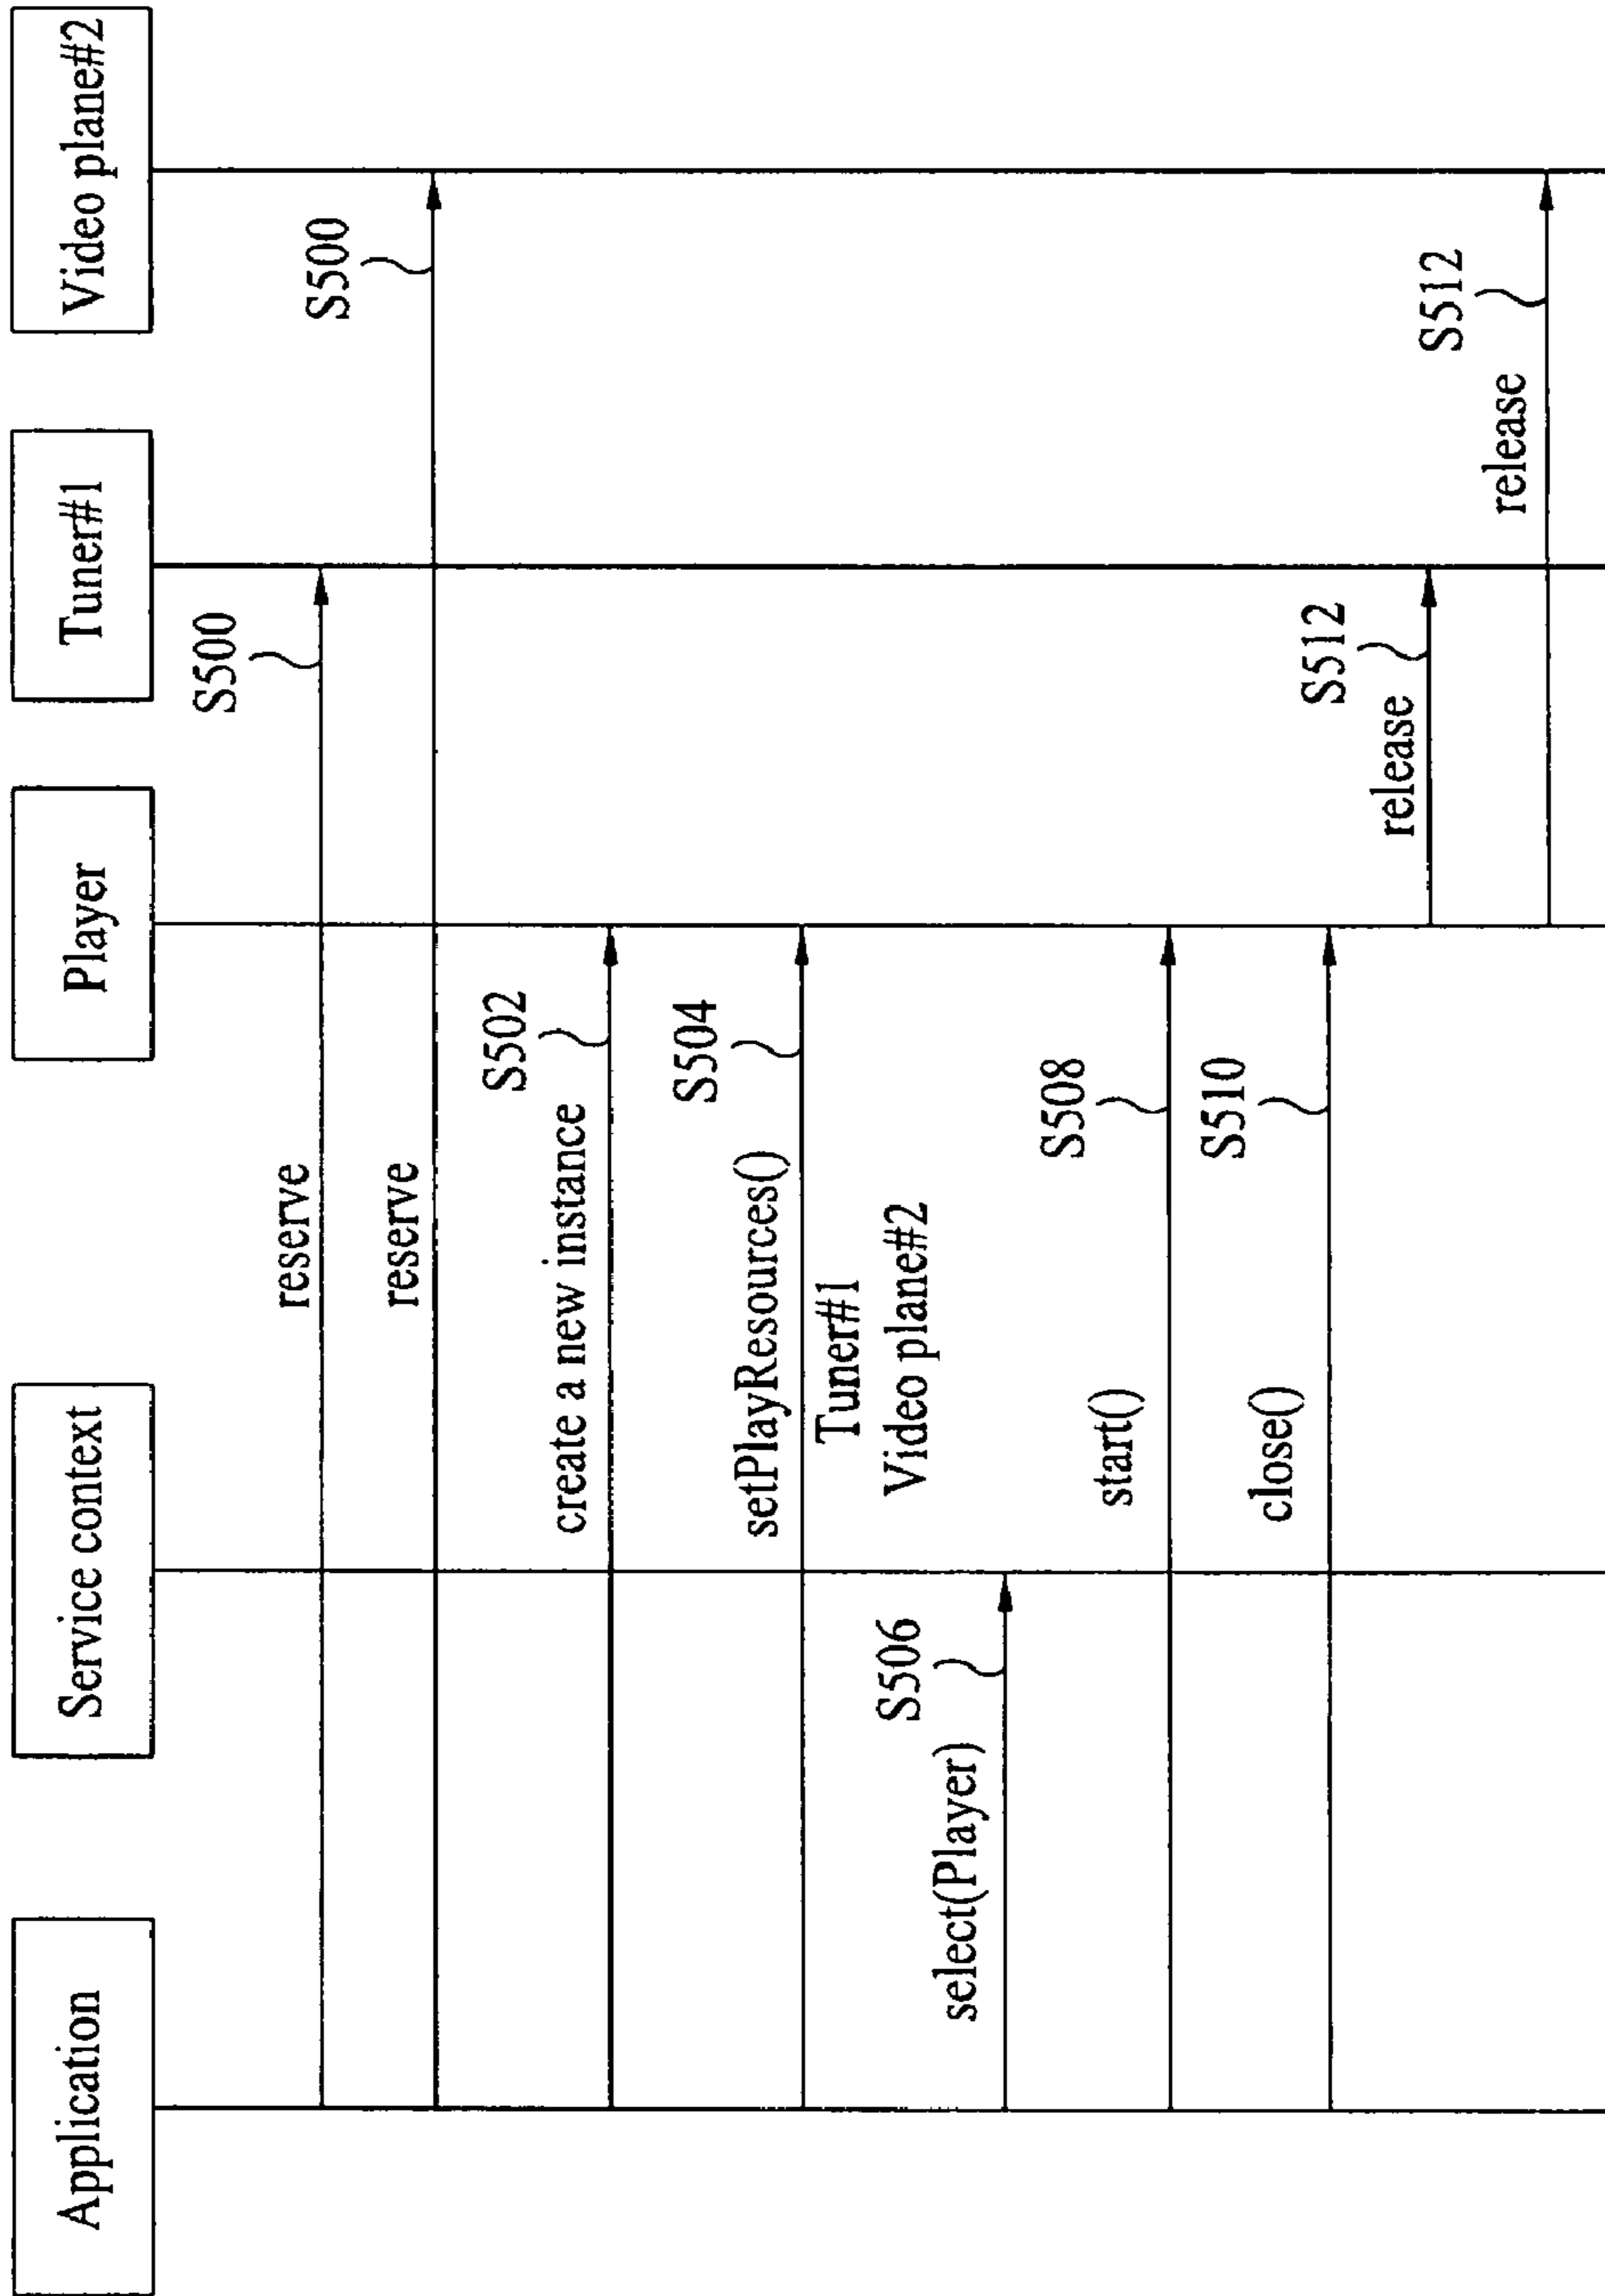 Application
Service context
Player
Tuner#1
Video plane#2
reserve
S500
reserve
S500
create a new instance
S502
setPlayResources()
S504
Tuner#1
Video plane#2
select(Player)
S506
start()
S508
close()
S510
release
S512
release
S512